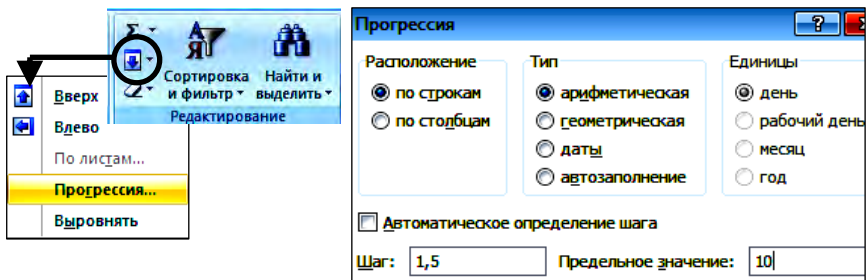 Σ
А
Я
Сортировка
и фильтр
Найти и
выделить
Редактирование
Вверх
Влево
По листам...
Прогрессия...
Выровнять
Прогрессия
?
Расположение
по строкам
по столбцам
Тип
арифметическая
геометрическая
даты
автозаполнение
Единицы
день
рабочий день
месяц
год
Автоматическое определение шага
Шаг: 1,5 Предельное значение: 10